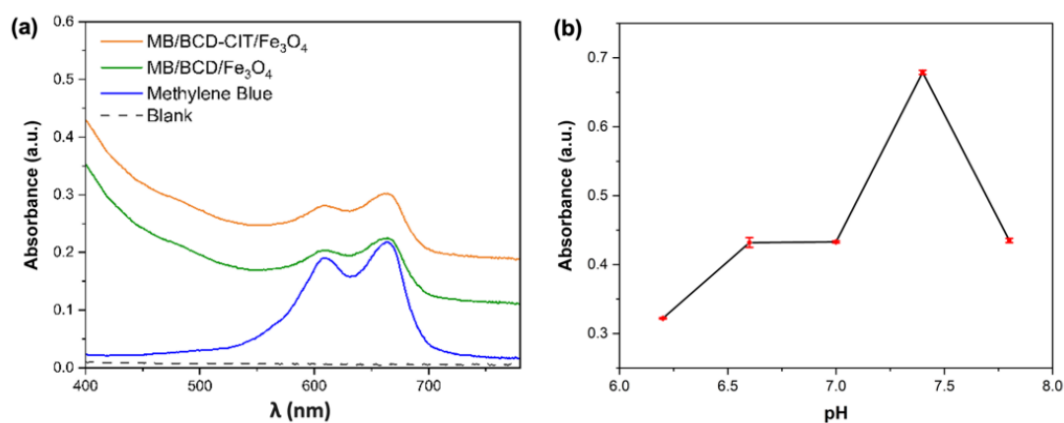 (a)
MB/BCD-CIT/Fe₃O₄
MB/BCD/Fe₃O₄
Methylene Blue
Blank
Absorbance (a.u.)
0.6
0.5
0.4
0.3
0.2
0.1
0.0
400
500
600
700
λ (nm)
(b)
Absorbance (a.u.)
0.7
0.6
0.5
0.4
0.3
6.0
6.5
7.0
7.5
8.0
pH